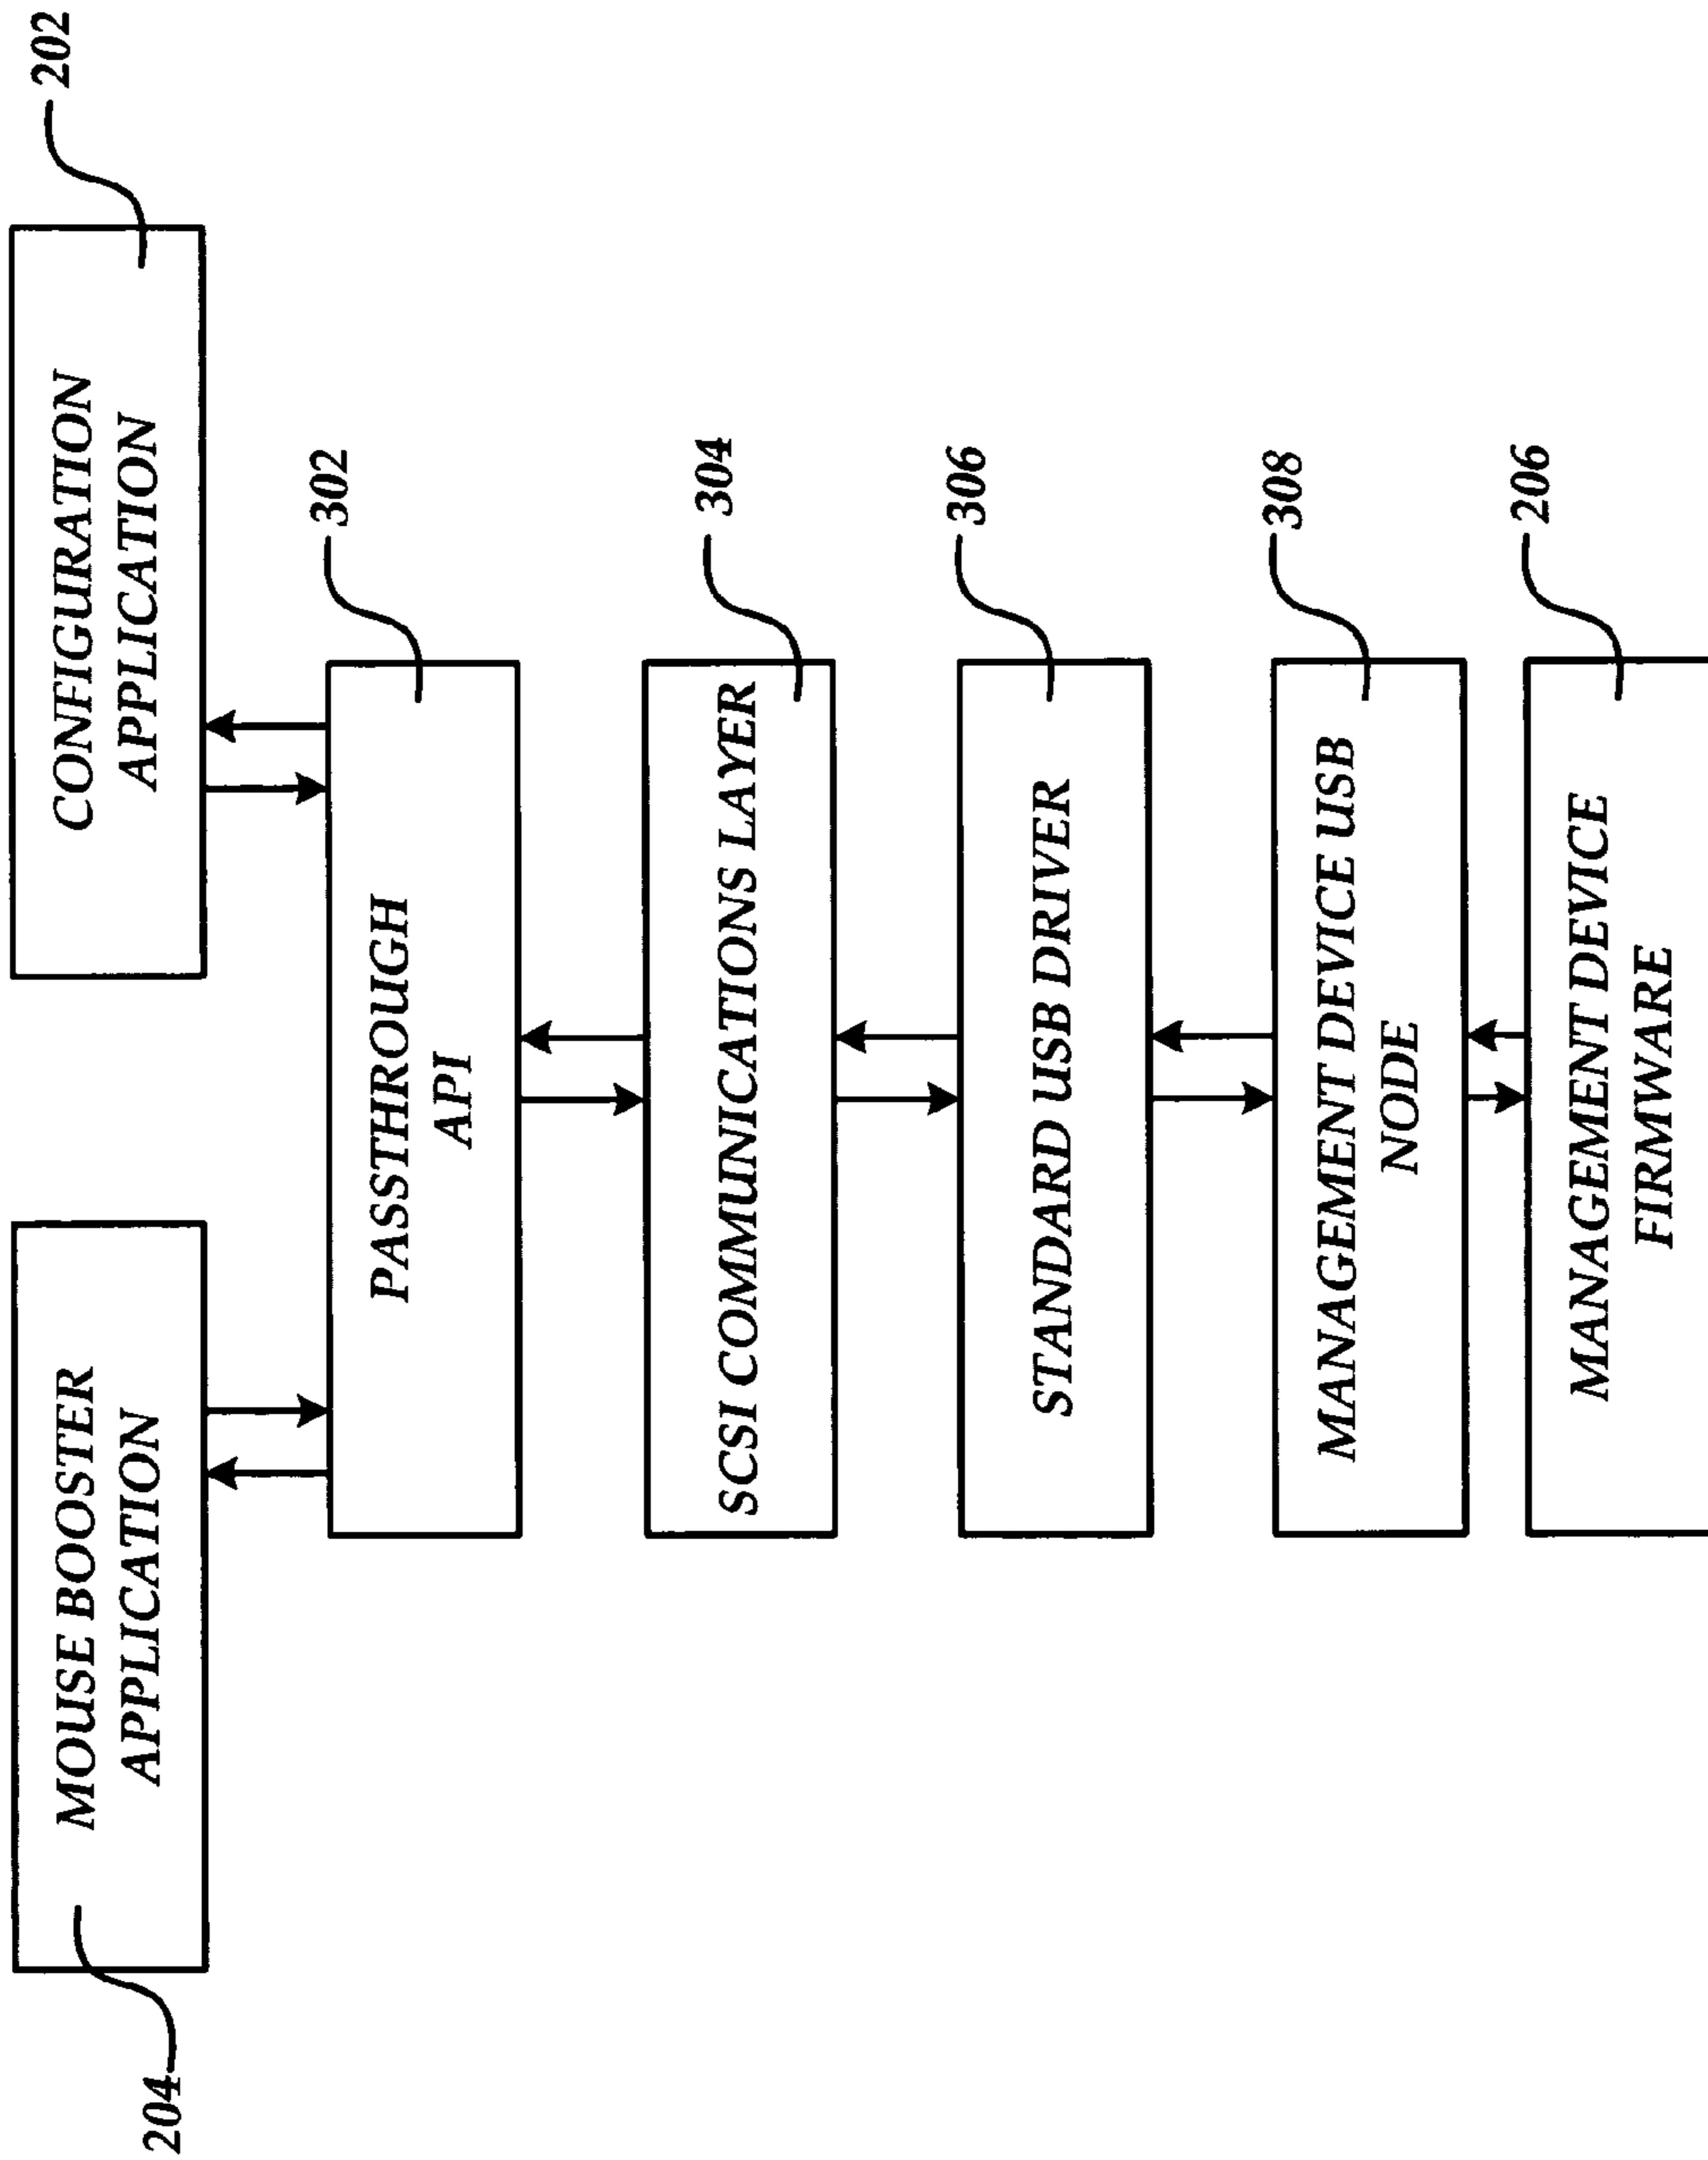 204
MOUSE BOOSTER
APPLICATION
CONFIGURATION
APPLICATION
202
PASSTHROUGH
API
302
SCSI COMMUNICATIONS LAYER
304
STANDARD USB DRIVER
306
MANAGEMENT DEVICE USB
NODE
308
MANAGEMENT DEVICE
FIRMWARE
206